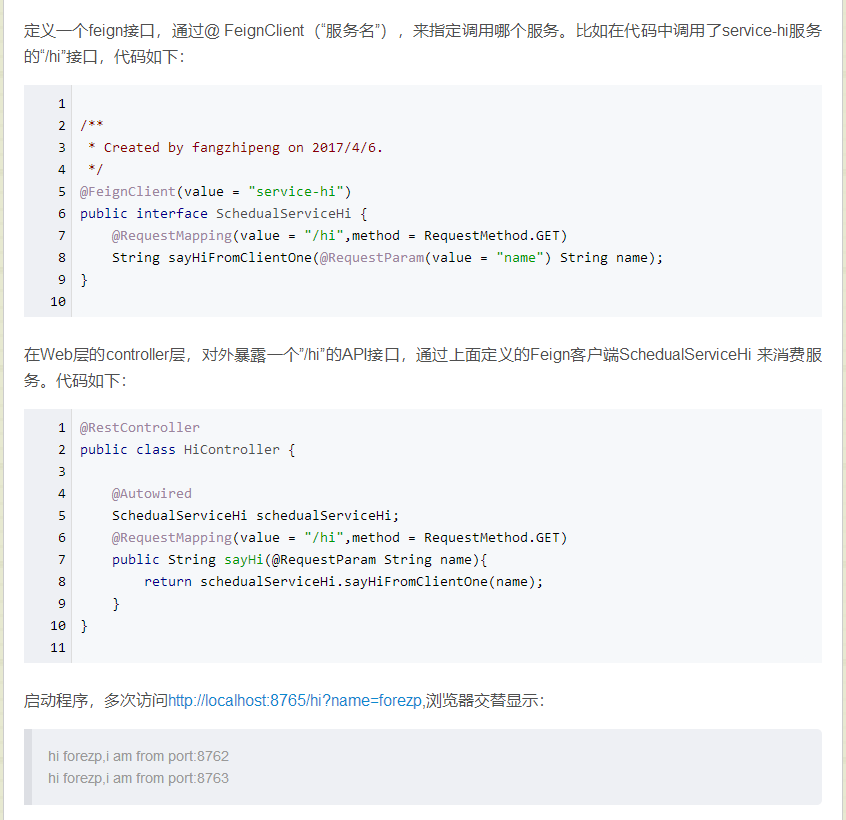 定义一个feign接口，通过@ FeignClient（“服务名”），来指定调用哪个服务。比如在代码中调用了service-hi服务
的“/hi”接口，代码如下：
1
2 /**
3  * Created by fangzhipeng on 2017/4/6.
4  */
5 @FeignClient(value = "service-hi")
6 public interface SchedualServiceHi {
7     @RequestMapping(value = "/hi",method = RequestMethod.GET)
8     String sayHiFromClientOne(@RequestParam(value = "name") String name);
9 }
10
在Web层的controller层，对外暴露一个”/hi”的API接口，通过上面定义的Feign客户端SchedualServiceHi 来消费服
务。代码如下：
1 @RestController
2 public class HiController {
3
4     @Autowired
5     SchedualServiceHi schedualServiceHi;
6     @RequestMapping(value = "/hi",method = RequestMethod.GET)
7     public String sayHi(@RequestParam String name){
8         return schedualServiceHi.sayHiFromClientOne(name);
9     }
10 }
11
启动程序，多次访问http://localhost:8765/hi?name=forezp,浏览器交替显示：
hi forezp,i am from port:8762
hi forezp,i am from port:8763